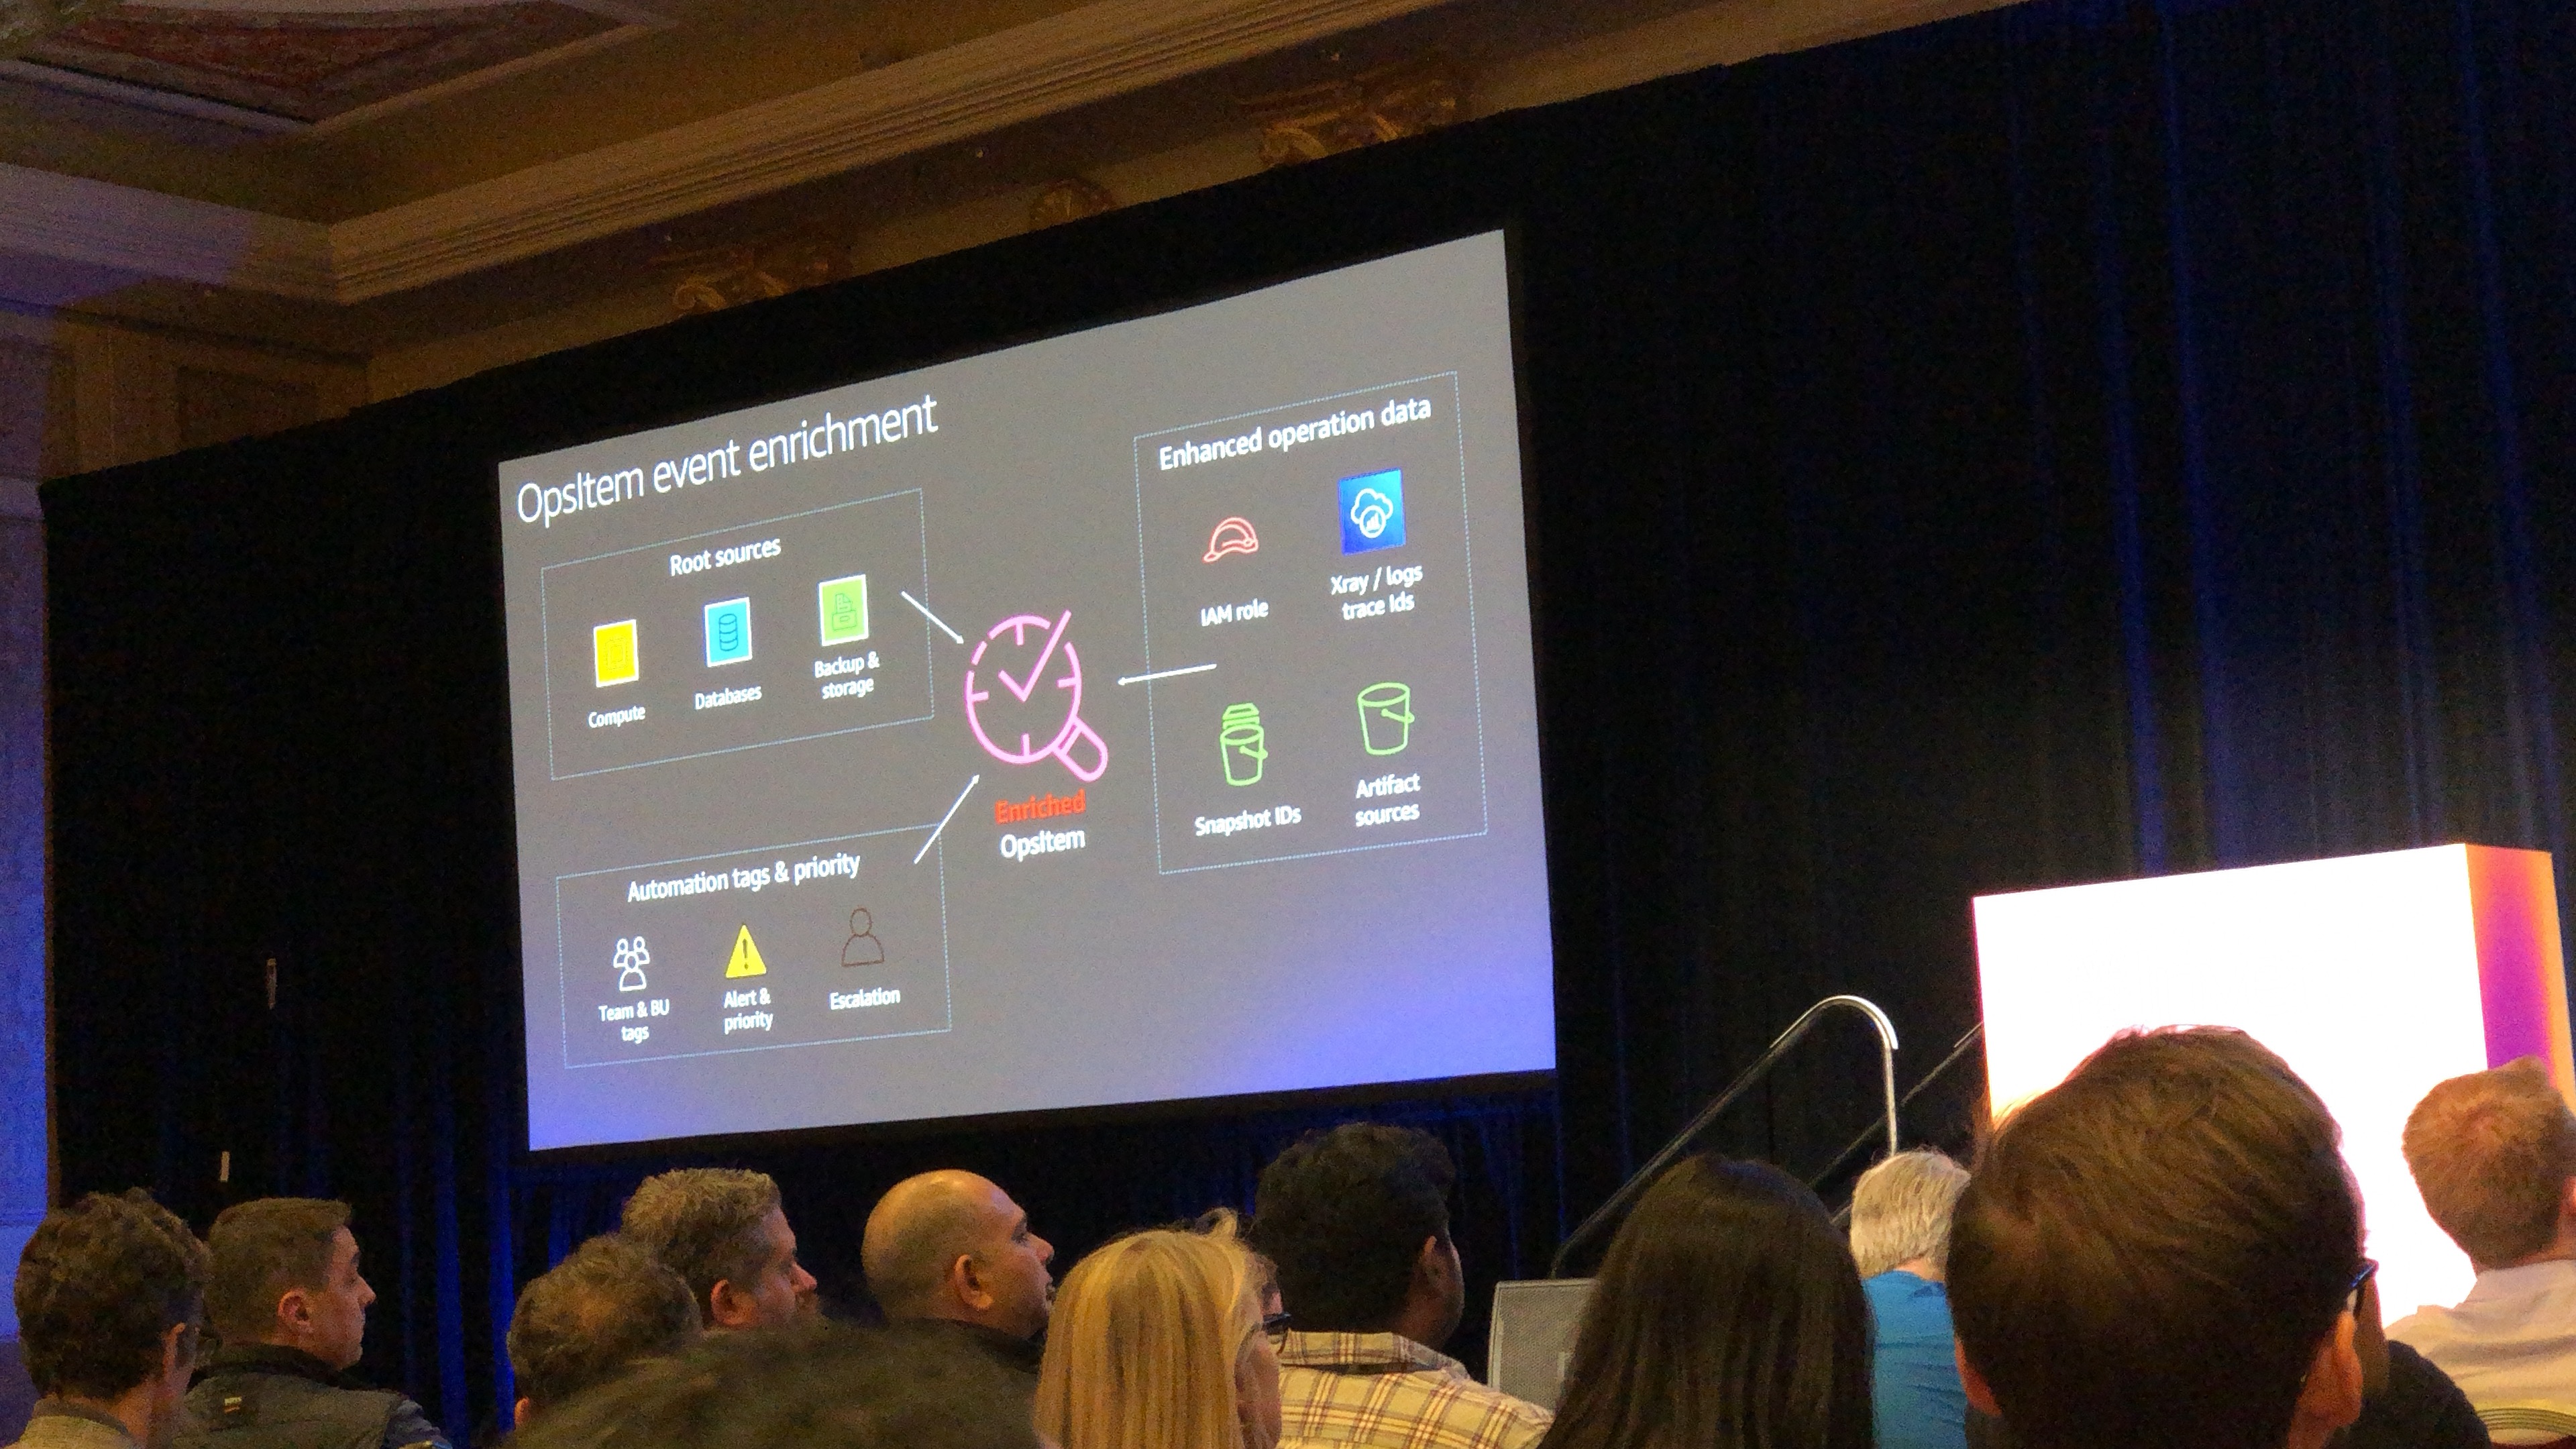 OpsItem event enrichment
Root sources
Compute
Databases
Backup &
storage
Automation tags & priority
Team & BU
tags
Alert &
priority
Escalation
Enriched
OpsItem
Enhanced operation data
IAM role
Xray / logs
trace Ids
Snapshot IDs
Artifact
sources